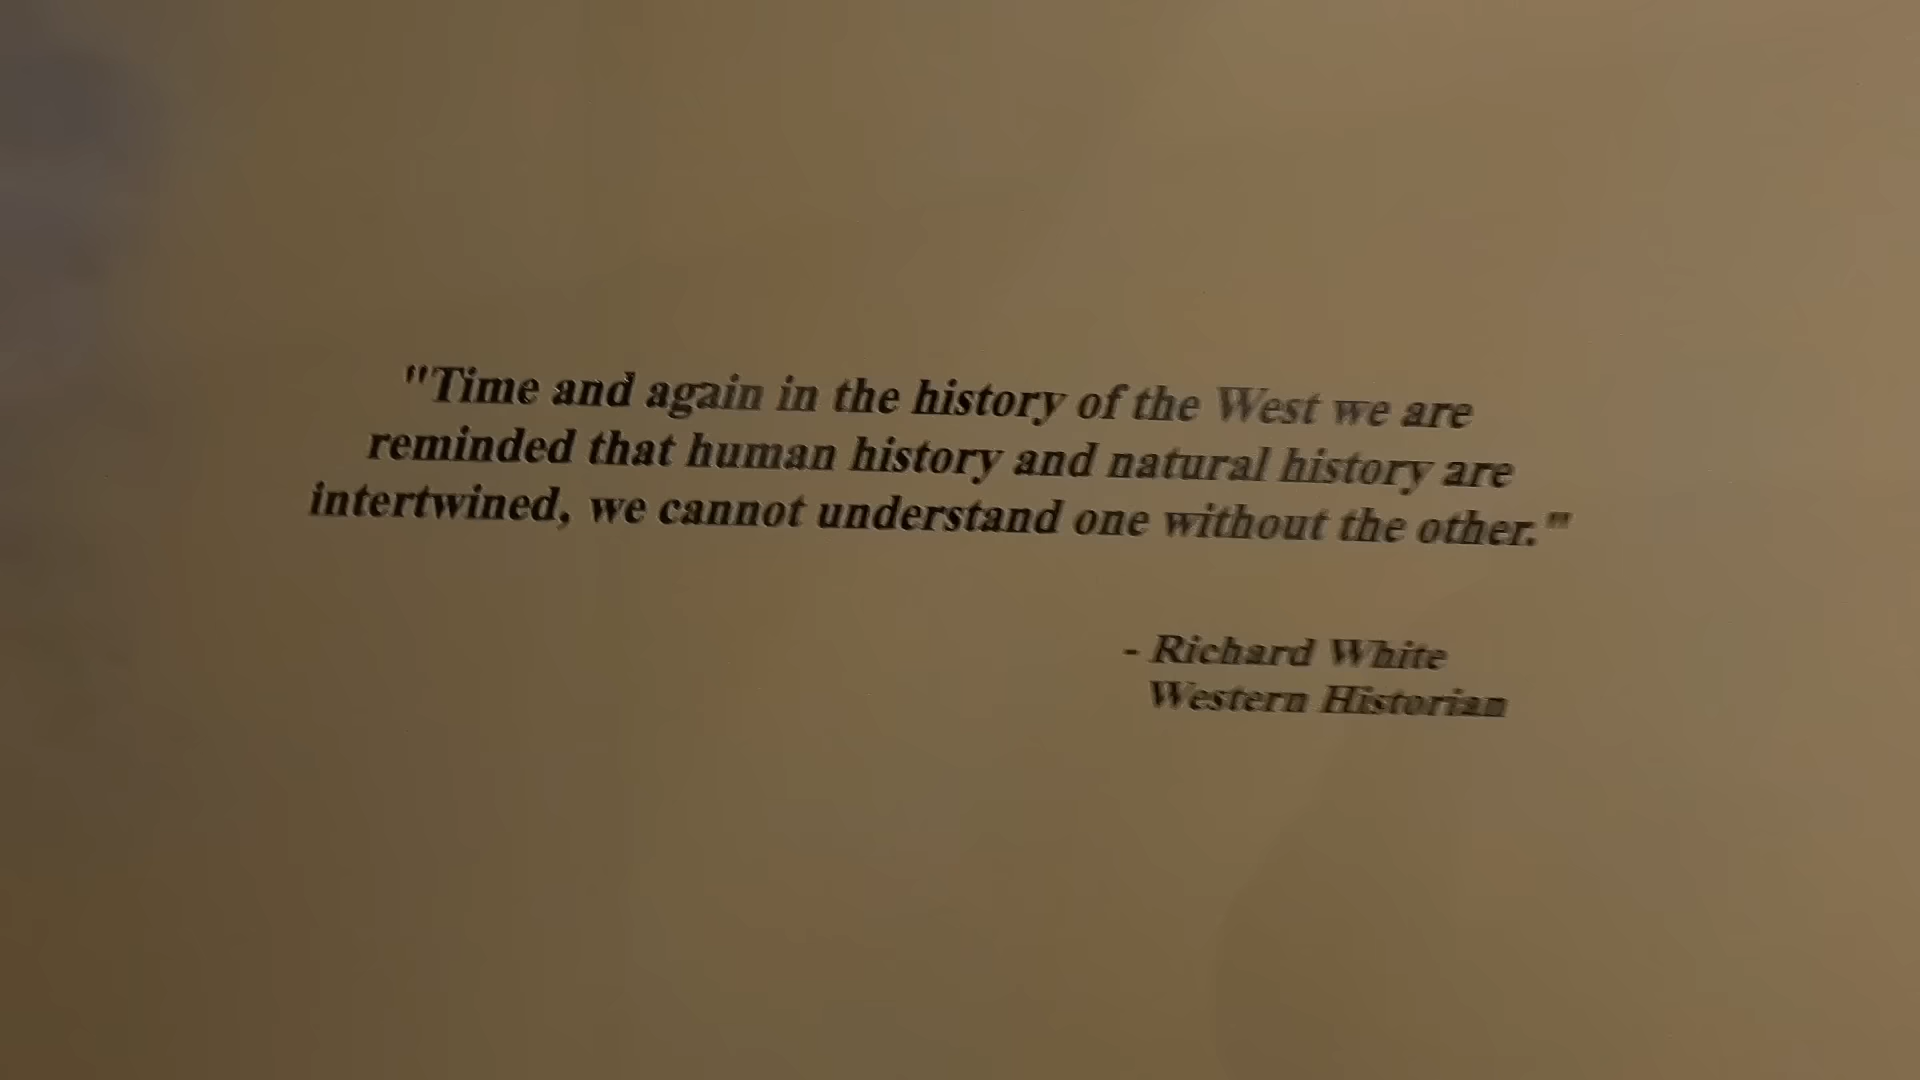 "Time and again in the history of the West we are
reminded that human history and natural history are
intertwined, we cannot understand one without the other."
- Richard White
Western Historian